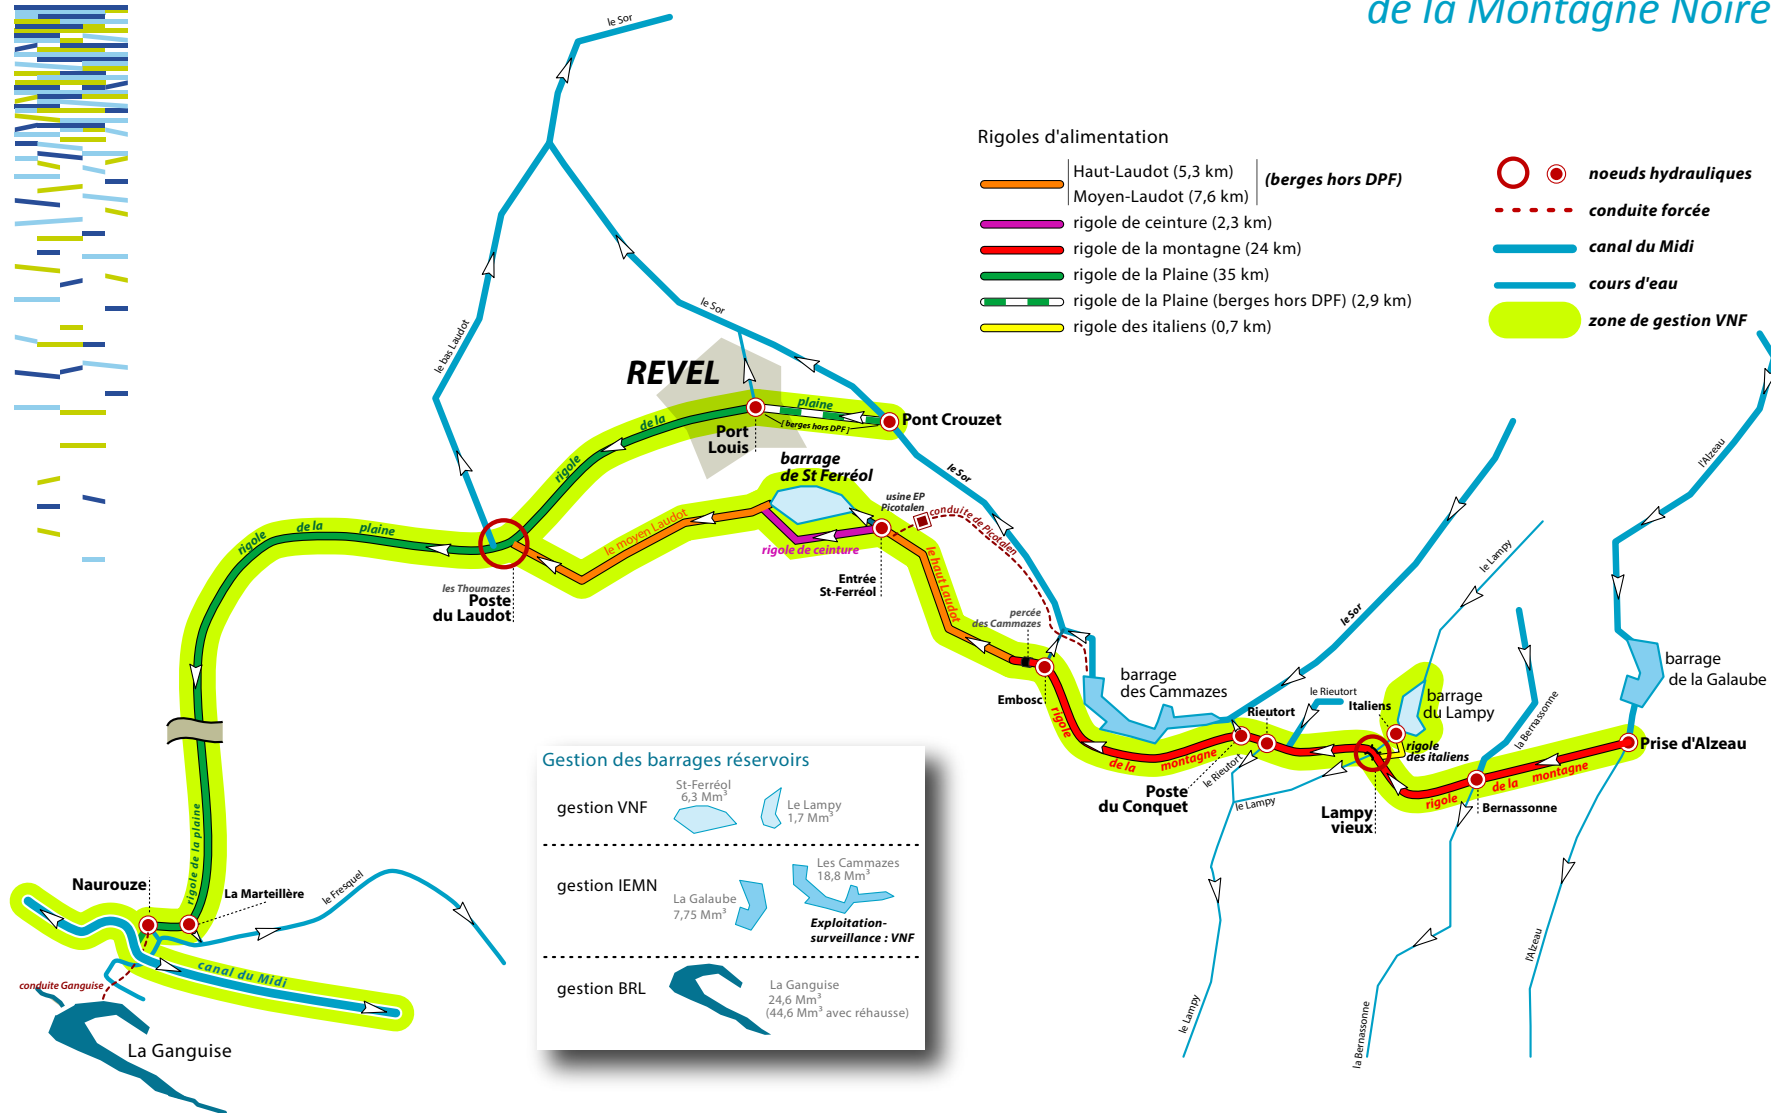 de la Montagne Noire
Rigoles d'alimentation
Haut-Laudot (5,3 km)
Moyen-Laudot (7,6 km)
(berges hors DPF)
rigole de ceinture (2,3 km)
rigole de la montagne (24 km)
rigole de la Plaine (35 km)
rigole de la Plaine (berges hors DPF) (2,9 km)
rigole des italiens (0,7 km)
noeuds hydrauliques
conduite forcée
canal du Midi
cours d'eau
zone de gestion VNF
le Sor
le Sor
le bas Laudot
REVEL
Port
Louis
plaine
[ berges hors DPF ]
Pont Crouzet
de la
rigole
barrage
de St Ferréol
usine EP
Picotalen
conduite de Picotalen
le Sor
le moyen Laudot
rigole de ceinture
Entrée
St-Ferréol
le haut Laudot
percée
des Cammazes
Embosc
rigole
de la
plaine
les Thoumazes
Poste
du Laudot
barrage
des Cammazes
le Sor
le Lampy
l'Alzeau
le Rieutort
Rieutort
Italiens
barrage
du Lampy
rigole
des italiens
la Bernassonne
barrage
de la Galaube
Prise d'Alzeau
rigole
de la
montagne
Poste
du Conquet
le Rieutort
le Lampy
Lampy
vieux
rigole
de la
montagne
Bernassonne
le Lampy
la Bernassonne
l'Alzeau
rigole de la plaine
Naurouze
La Marteillère
le Fresquel
canal du Midi
conduite Ganguise
La Ganguise
Gestion des barrages réservoirs
gestion VNF
St-Ferréol
6,3 Mm³
Le Lampy
1,7 Mm³
gestion IEMN
La Galaube
7,75 Mm³
Les Cammazes
18,8 Mm³
Exploitation-
surveillance : VNF
gestion BRL
La Ganguise
24,6 Mm³
(44,6 Mm³ avec réhausse)